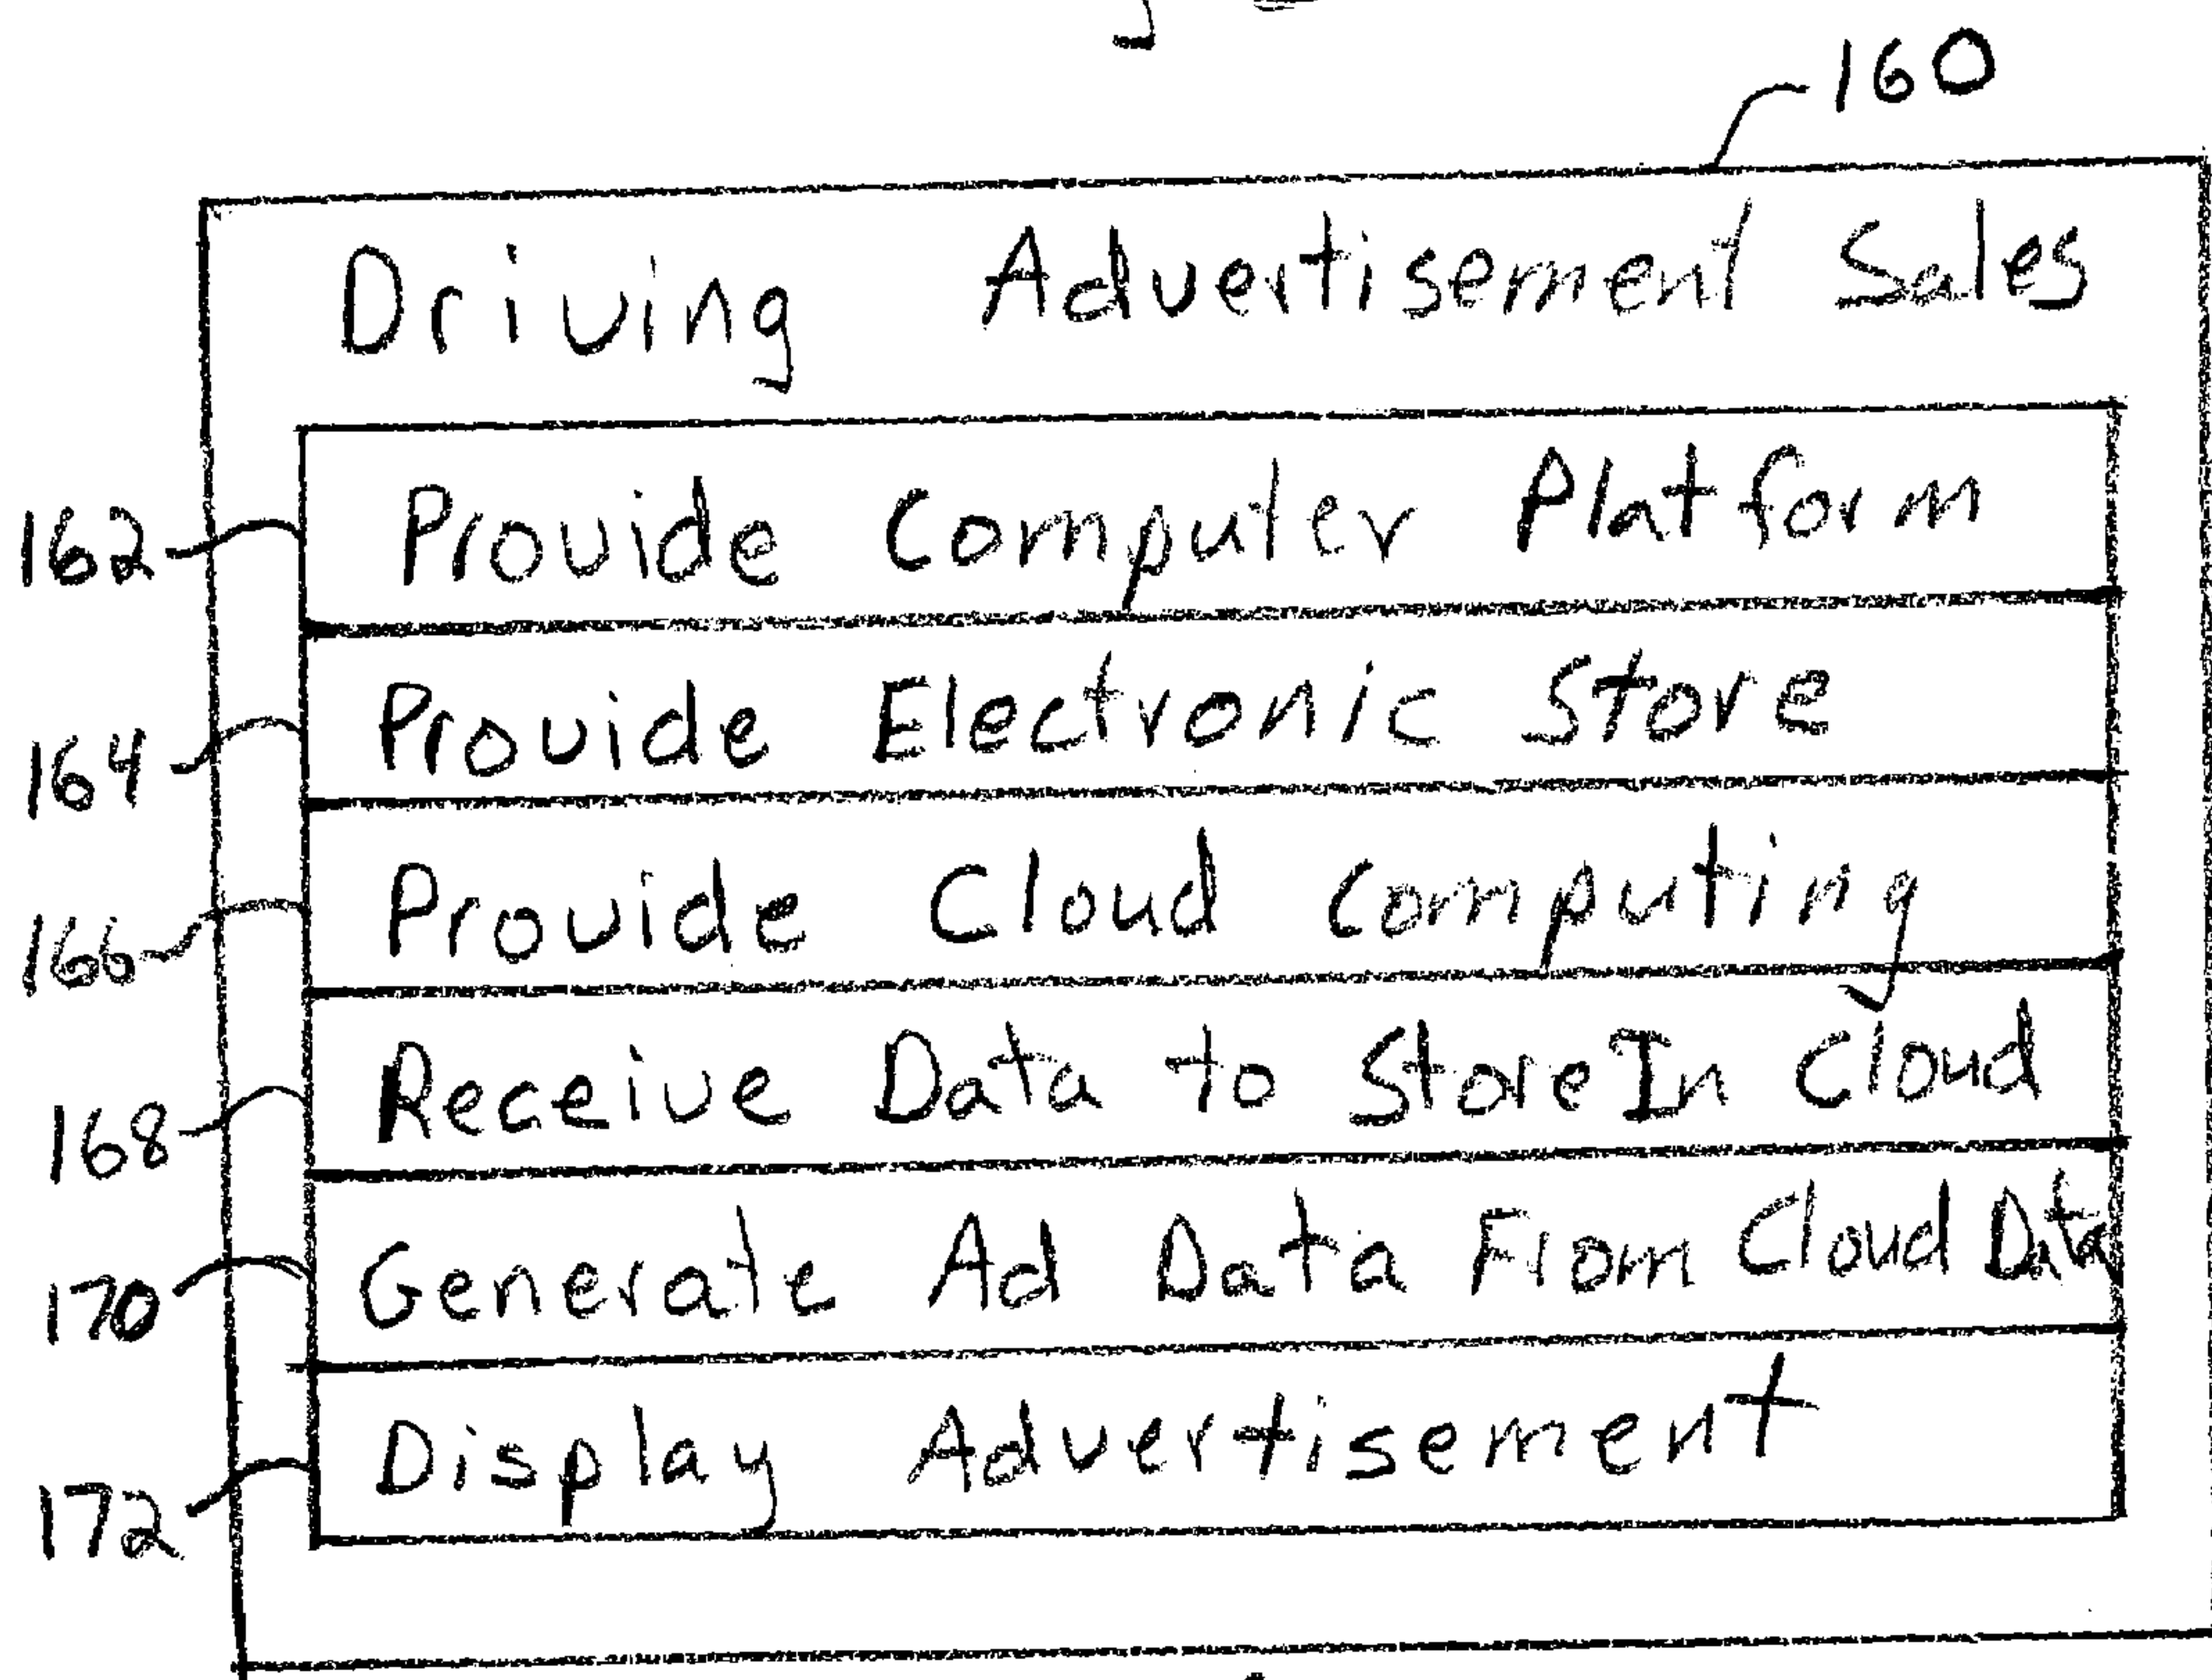 160
Driving Advertisement Sales
162 Provide Computer Platform
164 Provide Electronic Store
166 Provide Cloud Computing
168 Receive Data to Store In Cloud
170 Generate Ad Data From Cloud Data
172 Display Advertisement